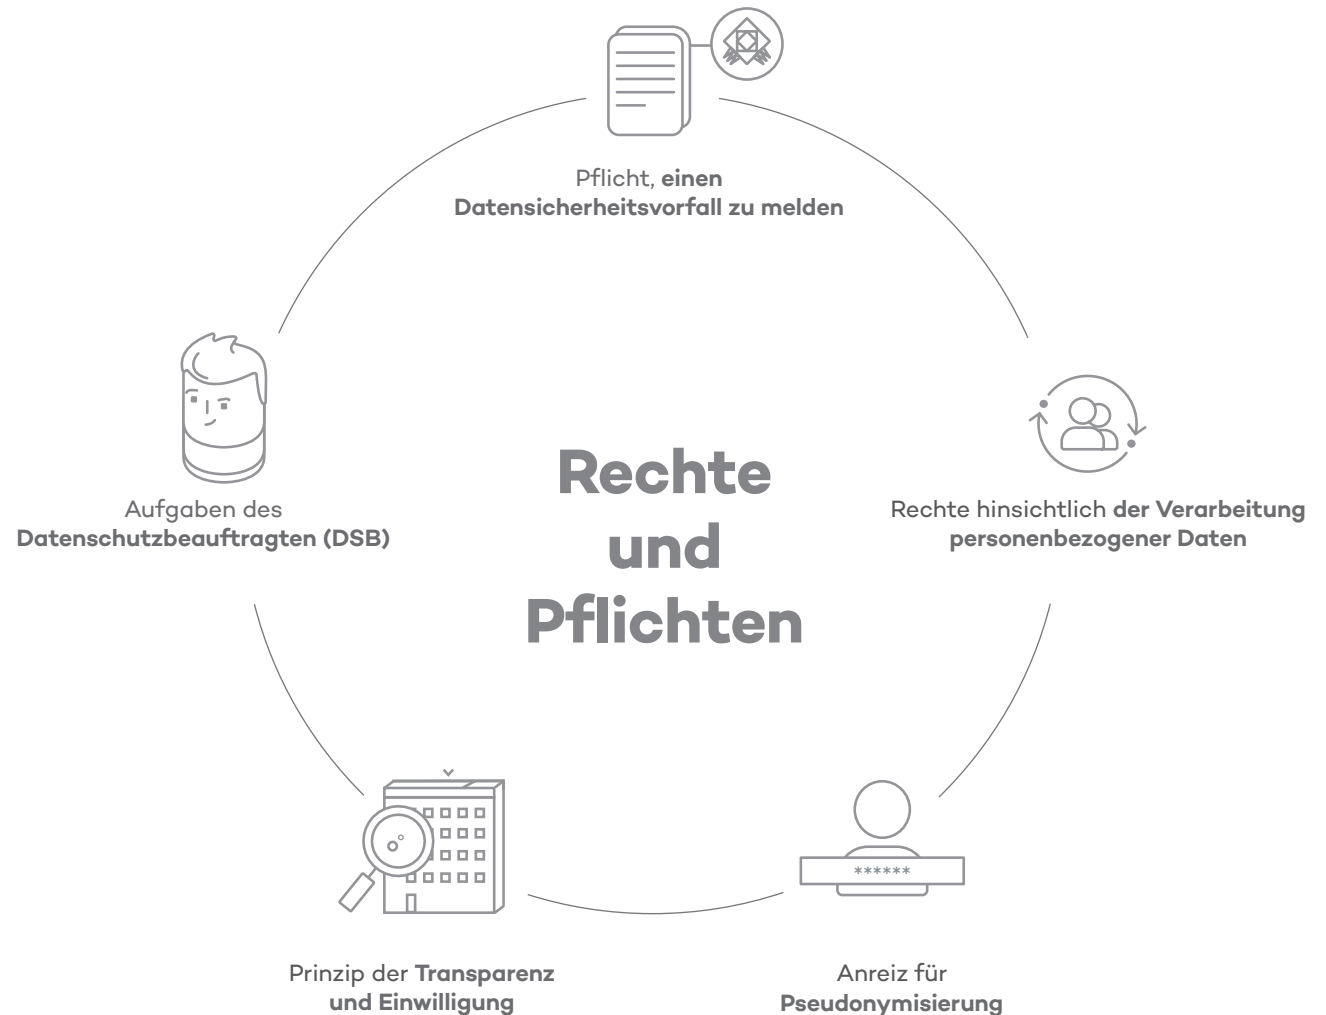 Pflicht, einen
Datensicherheitsvorfall zu melden
Aufgaben des
Datenschutzbeauftragten (DSB)
Rechte
und
Pflichten
Rechte hinsichtlich der Verarbeitung
personenbezogener Daten
******
Prinzip der Transparenz
und Einwilligung
Anreiz für
Pseudonymisierung